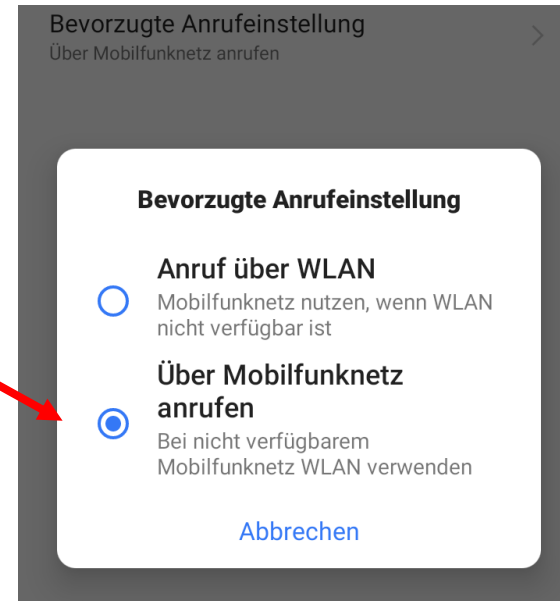 Bevorzugte Anrufeinstellung
Über Mobilfunknetz anrufen
Bevorzugte Anrufeinstellung
Anruf über WLAN
Mobilfunknetz nutzen, wenn WLAN
nicht verfügbar ist
Über Mobilfunknetz
anrufen
Bei nicht verfügbarem
Mobilfunknetz WLAN verwenden
Abbrechen